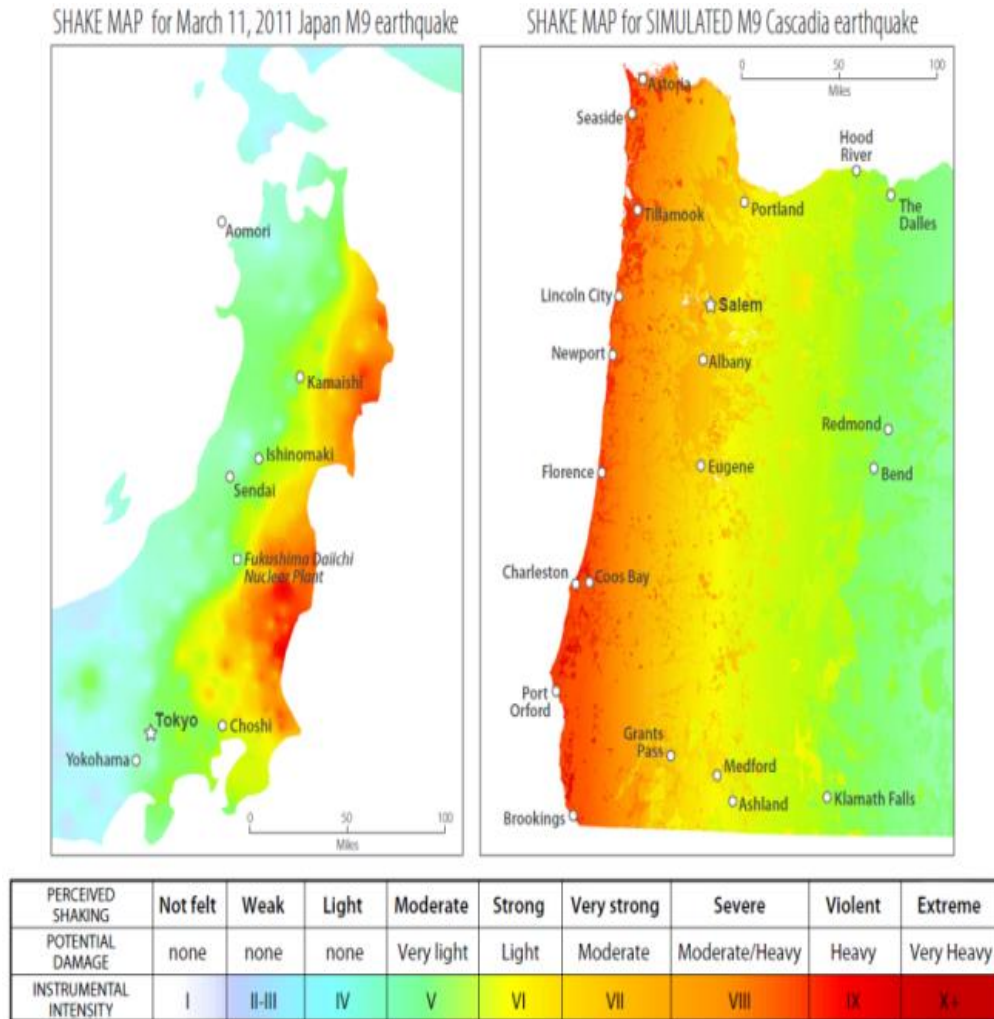 SHAKE MAP for March 11, 2011 Japan M9 earthquake
Aomori
Kamaishi
Ishinomaki
Sendai
Fukushima Daiichi
Nuclear Plant
Tokyo
Choshi
Yokohama
0 50 100
Miles
SHAKE MAP for SIMULATED M9 Cascadia earthquake
0 50 100
Miles
Astoria
Seaside
Hood
River
Tillamook
Portland
The
Dalles
Lincoln City
Salem
Newport
Albany
Redmond
Florence
Eugene
Bend
Charleston
Coos Bay
Port
Orford
Grants
Pass
Medford
Ashland
Klamath Falls
Brookings
PERCEIVED
SHAKING
Not felt Weak Light Moderate Strong Very strong Severe Violent Extreme
POTENTIAL
DAMAGE
none none none Very light Light Moderate Moderate/Heavy Heavy Very Heavy
INSTRUMENTAL
INTENSITY
I II-III IV V VI VII VIII IX X+